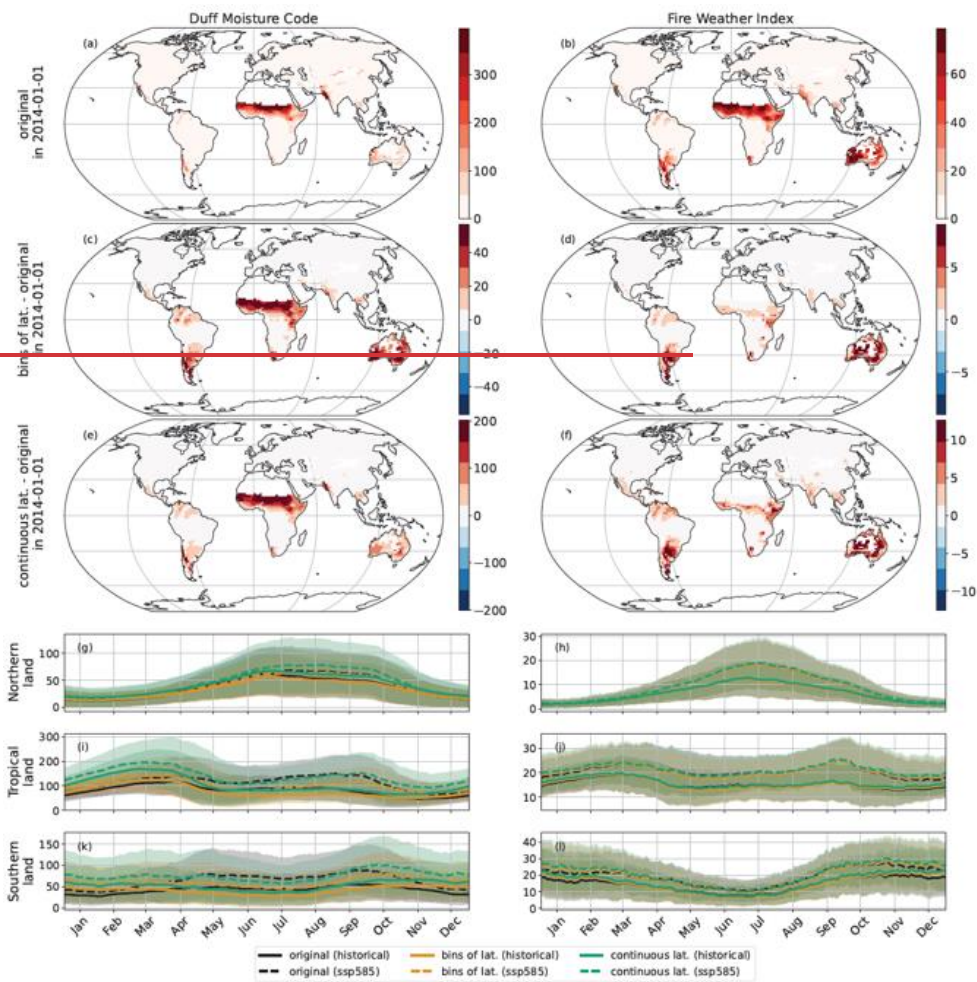 Duff Moisture Code
Fire Weather Index
original
in 2014-01-01
(a)
300
200
100
0
(b)
60
40
20
0
bins of lat. - original
in 2014-01-01
(c)
40
20
0
−20
−40
(d)
5
0
−5
continuous lat. - original
in 2014-01-01
(e)
200
100
0
−100
−200
(f)
10
5
0
−5
−10
Northern
land
(g)
100
50
0
(h)
30
20
10
0
Tropical
land
(i)
300
200
100
0
(j)
30
20
10
Southern
land
(k)
150
100
50
0
(l)
40
30
20
10
0
Jan Feb Mar Apr May Jun Jul Aug Sep Oct Nov Dec
Jan Feb Mar Apr May Jun Jul Aug Sep Oct Nov Dec
original (historical) bins of lat. (historical) continuous lat. (historical)
original (ssp585) bins of lat. (ssp585) continuous lat. (ssp585)